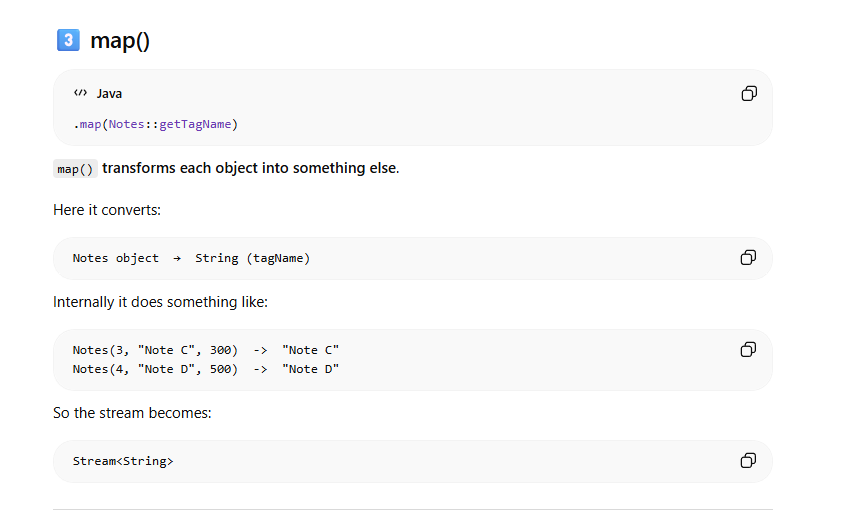 3 map()
</> Java
.map(Notes::getTagName)
map() transforms each object into something else.
Here it converts:
Notes object → String (tagName)
Internally it does something like:
Notes(3, "Note C", 300) -> "Note C"
Notes(4, "Note D", 500) -> "Note D"
So the stream becomes:
Stream<String>